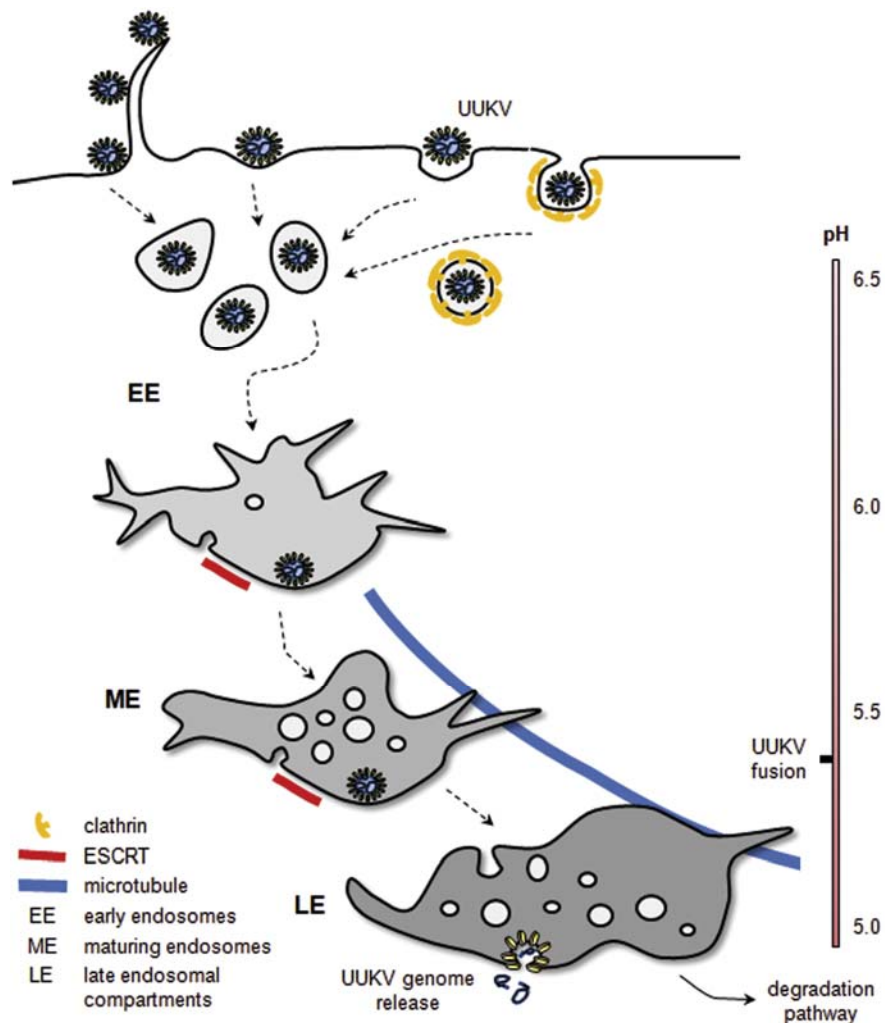 UUKV
pH
6.5
EE
6.0
ME
5.5
UUKV
fusion
clathrin
ESCRT
microtubule
EE early endosomes
ME maturing endosomes
LE late endosomal
compartments
LE
5.0
UUKV genome
release
degradation
pathway